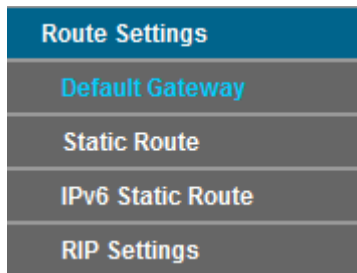 Route Settings
Default Gateway
Static Route
IPv6 Static Route
RIP Settings